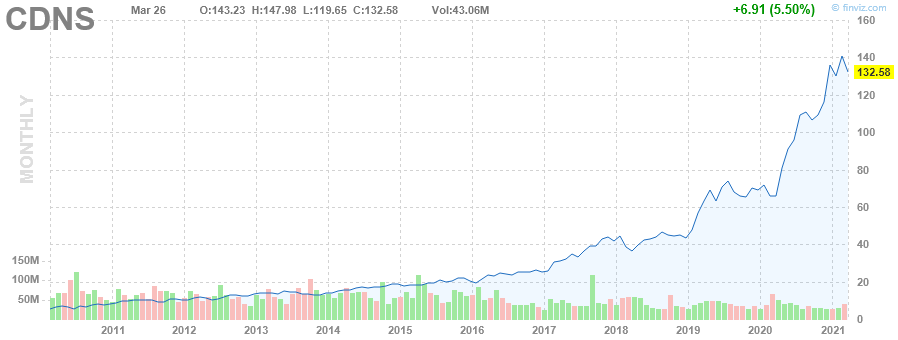 CDNS
Mar 26 O:143.23 H:147.98 L:119.65 C:132.58 Vol:43.06M +6.91 (5.50%) © finviz.com
MONTHLY
160
140
132.58
120
100
80
60
40
20
0
150M
100M
50M
2011 2012 2013 2014 2015 2016 2017 2018 2019 2020 2021